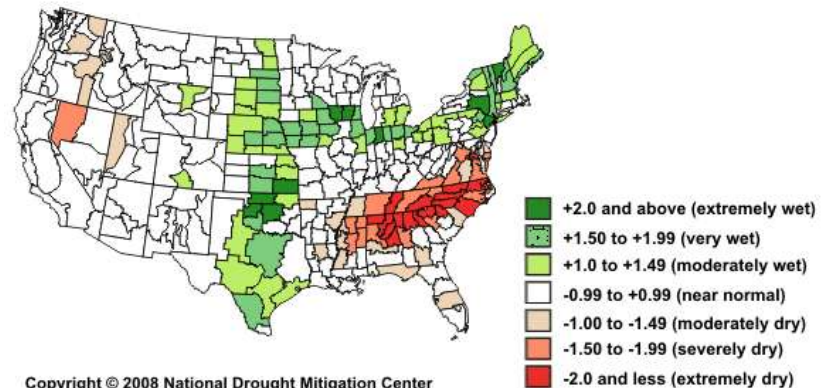 +2.0 and above (extremely wet)
+1.50 to +1.99 (very wet)
+1.0 to +1.49 (moderately wet)
-0.99 to +0.99 (near normal)
-1.00 to -1.49 (moderately dry)
-1.50 to -1.99 (severely dry)
-2.0 and less (extremely dry)
Copyright © 2008 National Drought Mitigation Center